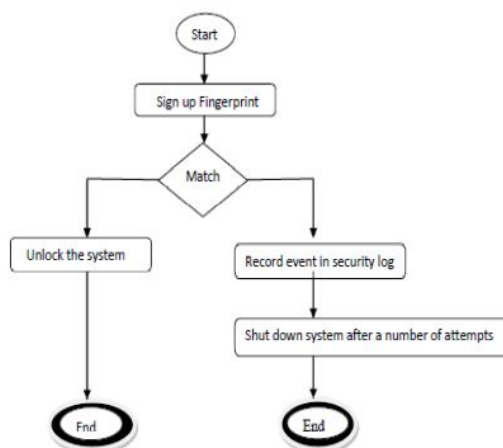 Start
Sign up Fingerprint
Match
Unlock the system
Record event in security log
Shut down system after a number of attempts
End
End